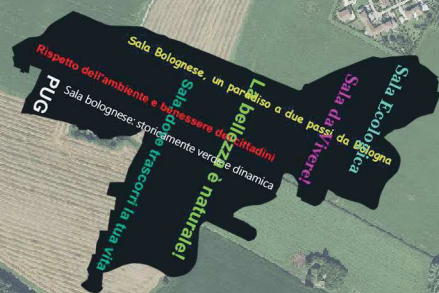 Sala Bolognese, un paradiso a due passi da Bologna
Rispetto dell'ambiente e benessere dei cittadini
PUG
Sala bolognese: storicamente verde e dinamica
Sala dove trascorri la tua vita
La bellezza è naturale!
Sala da Vivere!
Sala Ecologica